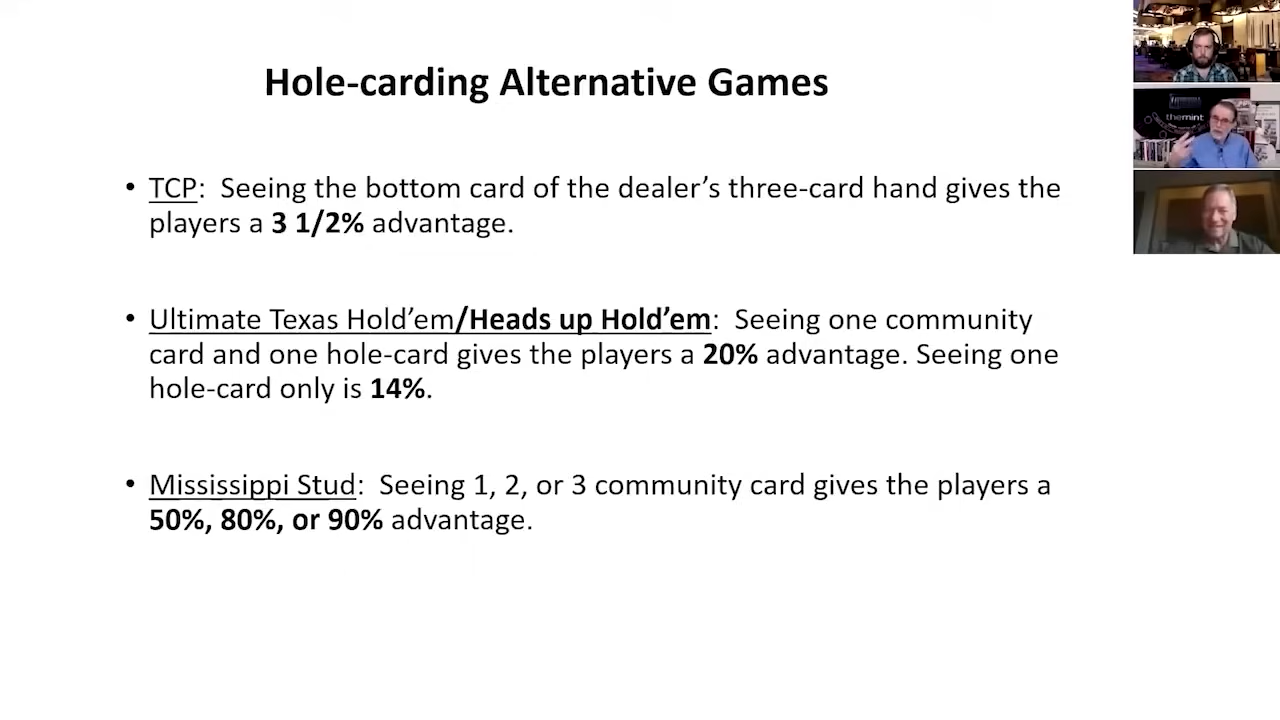 Hole-carding Alternative Games
• TCP: Seeing the bottom card of the dealer’s three-card hand gives the
players a 3 1/2% advantage.
• Ultimate Texas Hold’em/Heads up Hold’em: Seeing one community
card and one hole-card gives the players a 20% advantage. Seeing one
hole-card only is 14%.
• Mississippi Stud: Seeing 1, 2, or 3 community card gives the players a
50%, 80%, or 90% advantage.
themint